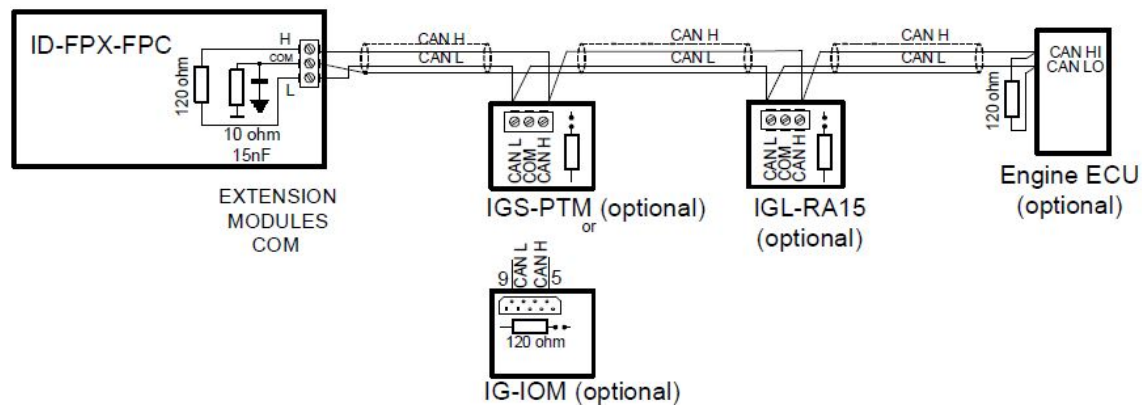 ID-FPX-FPC
H
COM
L
120 ohm
10 ohm
15nF
EXTENSION
MODULES
COM
CAN H
CAN L
CAN H
CAN L
CAN H
CAN L
CAN L
COM
CAN H
IGS-PTM (optional)
or
CAN L
COM
CAN H
IGL-RA15
(optional)
120 ohm
CAN HI
CAN LO
Engine ECU
(optional)
9
CAN L
CAN H
5
120 ohm
IG-IOM (optional)